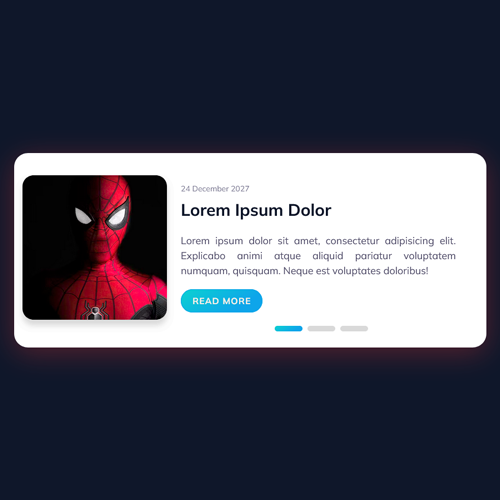 24 December 2027
Lorem Ipsum Dolor
Lorem ipsum dolor sit amet, consectetur adipisicing elit.
Explicabo animi atque aliquid pariatur voluptatem
numquam, quisquam. Neque est voluptates doloribus!
READ MORE